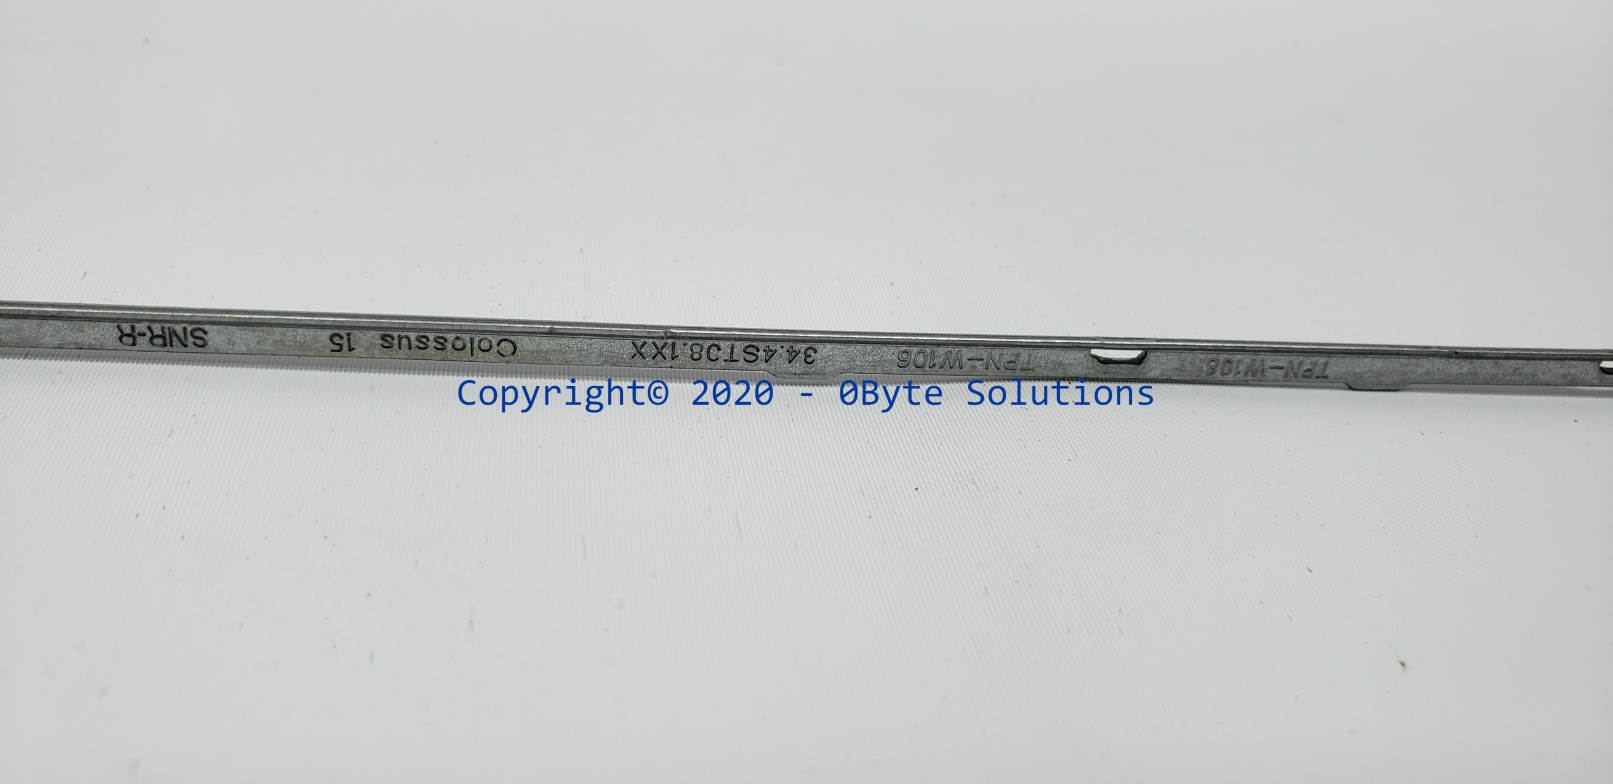 TPN-W108 TPN-W106 34.4ST08.1XX Colossus 15 SNR-R
Copyright© 2020 - 0Byte Solutions